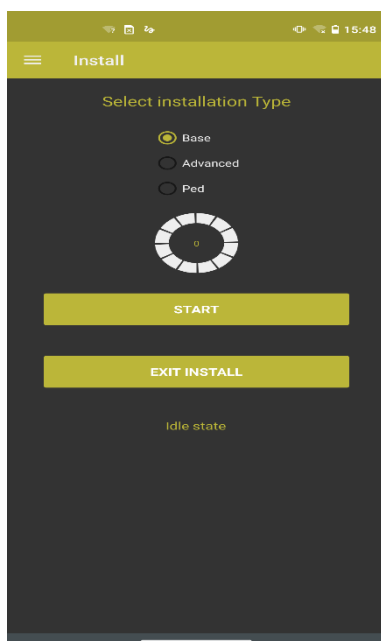 15:48
Install
Select installation Type
Base
Advanced
Ped
0
START
EXIT INSTALL
Idle state